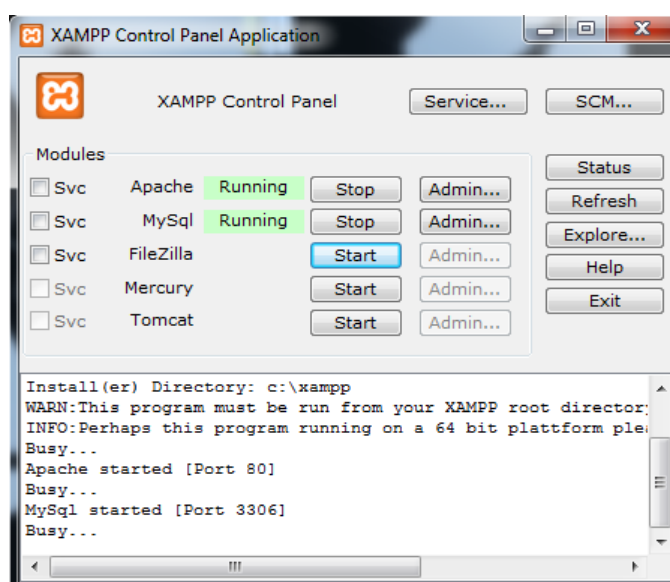 XAMPP Control Panel Application
XAMPP Control Panel Service... SCM...
Modules
Status
Svc Apache Running Stop Admin...
Refresh
Svc MySql Running Stop Admin...
Explore...
Svc FileZilla Start Admin...
Help
Svc Mercury Start Admin...
Exit
Svc Tomcat Start Admin...
Install(er) Directory: c:\xampp
WARN:This program must be run from your XAMPP root
INFO:Perhaps this program running on a 64 bit plattform
Busy...
Apache started [Port 80]
Busy...
MySql started [Port 3306]
Busy...